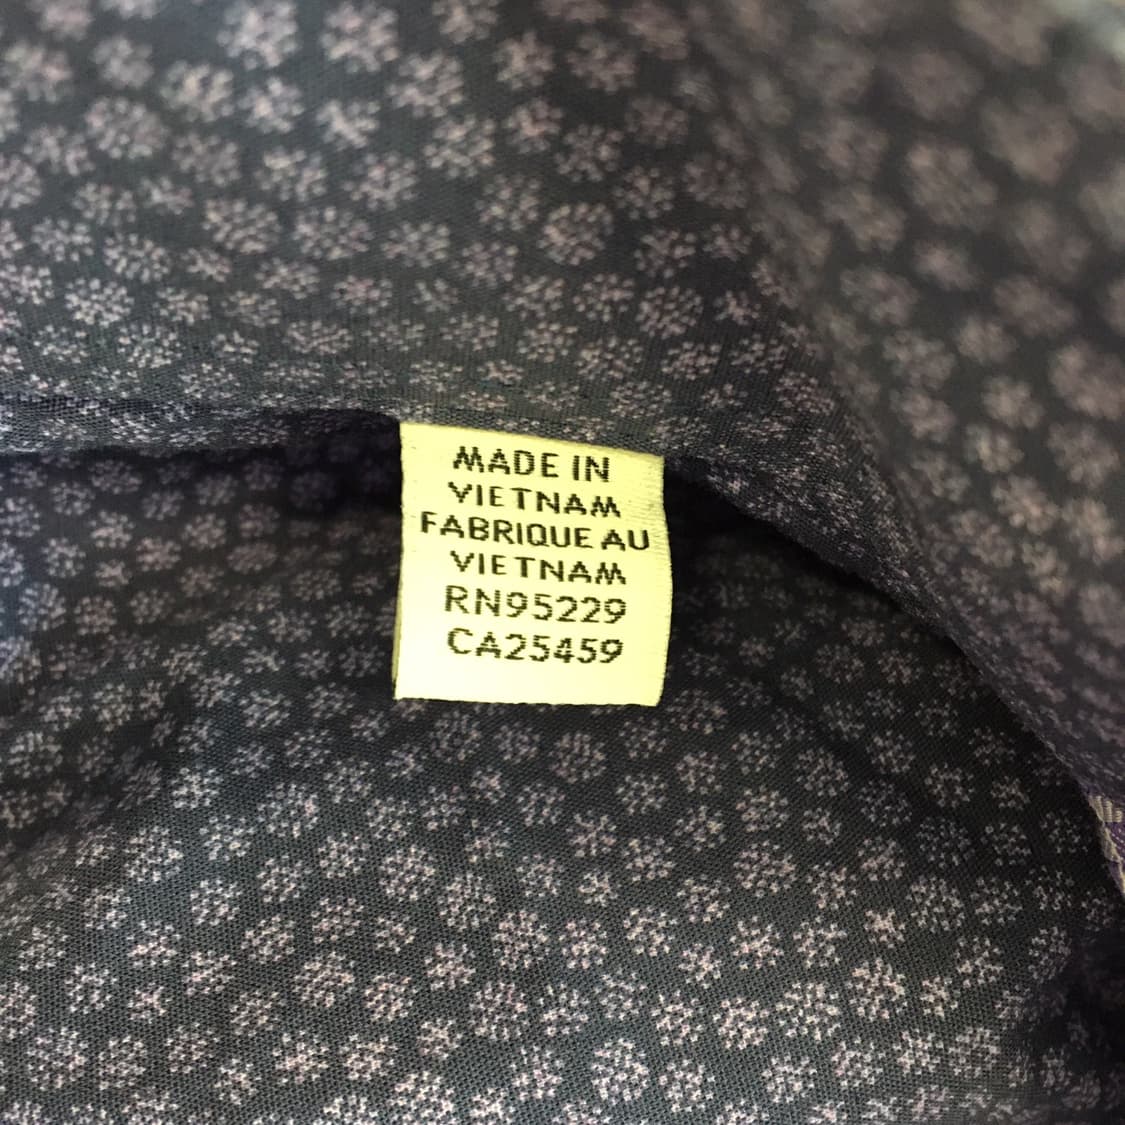 MADE IN
VIETNAM
FABRIQUE AU
VIETNAM
RN95229
CA25459